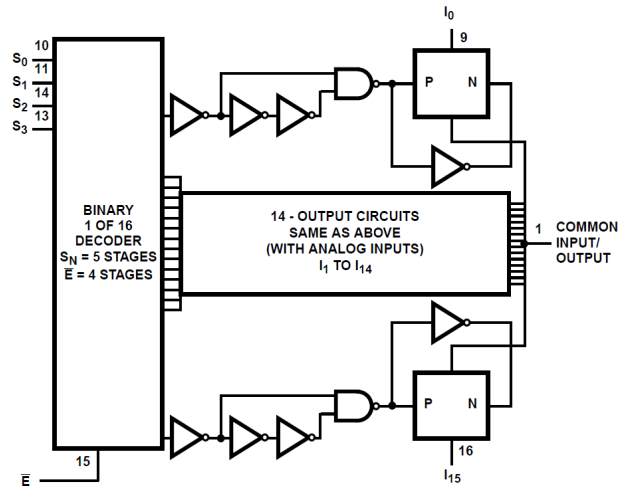 I0
10
9
S0
11
S1
14
S2
13
S3
P N
BINARY
1 OF 16
DECODER
SN = 5 STAGES
E̅ = 4 STAGES
14 - OUTPUT CIRCUITS
SAME AS ABOVE
(WITH ANALOG INPUTS)
I1 TO I14
1
COMMON
INPUT/
OUTPUT
P N
15
16
E̅
I15